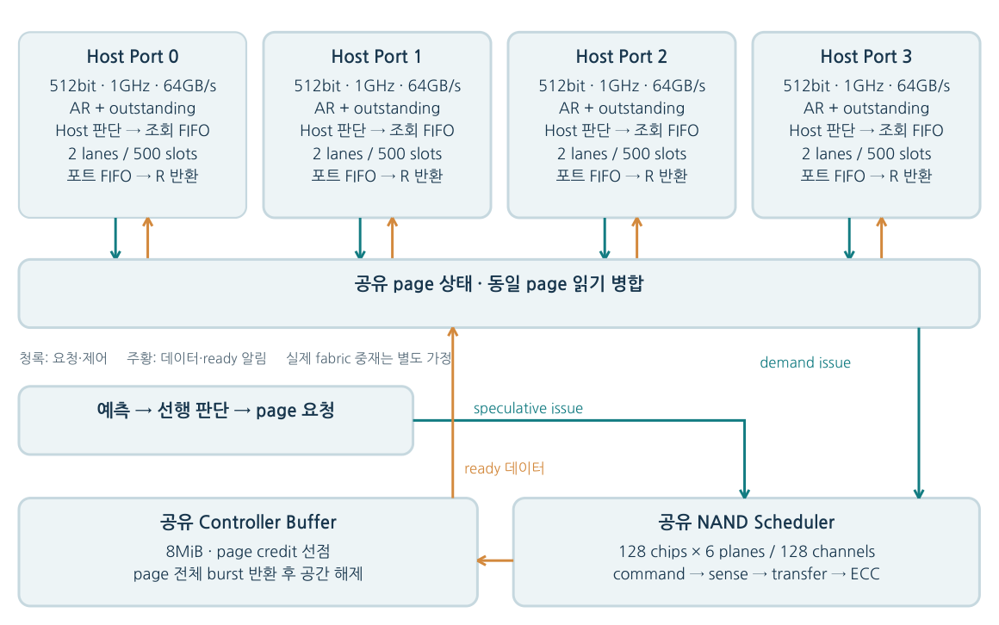 Host Port 0
512bit · 1GHz · 64GB/s
AR + outstanding
Host 판단 → 조회 FIFO
2 lanes / 500 slots
포트 FIFO → R 반환
Host Port 1
512bit · 1GHz · 64GB/s
AR + outstanding
Host 판단 → 조회 FIFO
2 lanes / 500 slots
포트 FIFO → R 반환
Host Port 2
512bit · 1GHz · 64GB/s
AR + outstanding
Host 판단 → 조회 FIFO
2 lanes / 500 slots
포트 FIFO → R 반환
Host Port 3
512bit · 1GHz · 64GB/s
AR + outstanding
Host 판단 → 조회 FIFO
2 lanes / 500 slots
포트 FIFO → R 반환
공유 page 상태 · 동일 page 읽기 병합
청록: 요청·제어 주황: 데이터·ready 알림 실제 fabric 중재는 별도 가정
demand issue
예측 → 선행 판단 → page 요청
speculative issue
ready 데이터
공유 Controller Buffer
8MiB · page credit 선점
page 전체 burst 반환 후 공간 해제
공유 NAND Scheduler
128 chips × 6 planes / 128 channels
command → sense → transfer → ECC